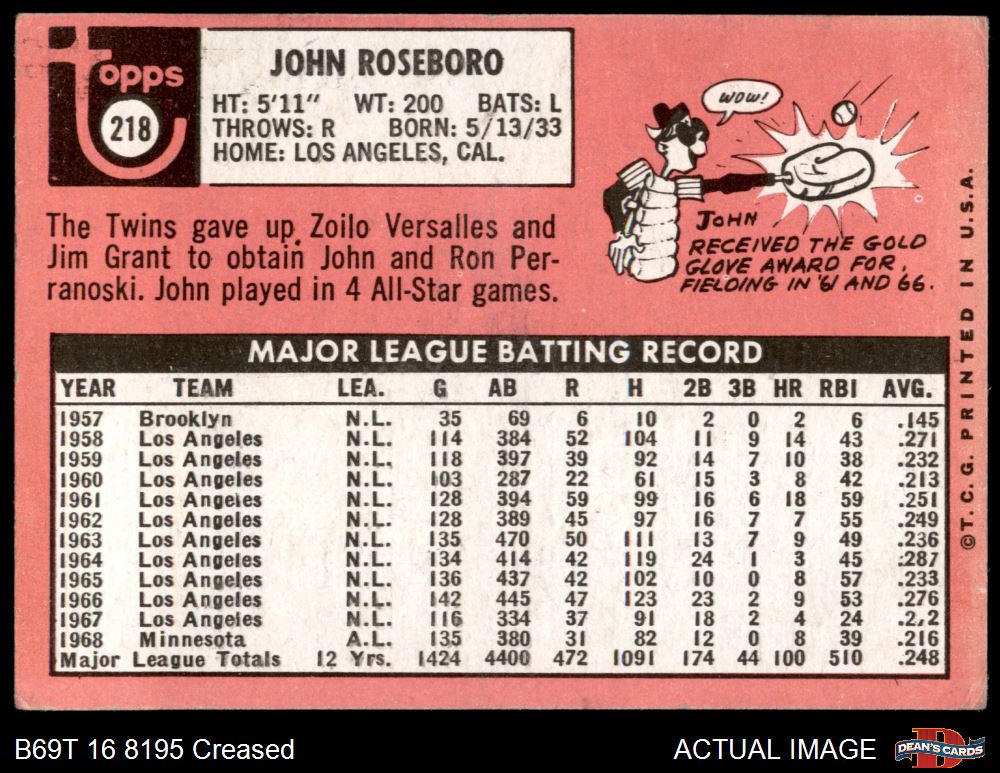 Topps
218
JOHN ROSEBORO
HT: 5'11" WT: 200 BATS: L
THROWS: R BORN: 5/13/33
HOME: LOS ANGELES, CAL.
WOW!
The Twins gave up Zoilo Versalles and
Jim Grant to obtain John and Ron Per-
ranoski. John played in 4 All-Star games.
JOHN
RECEIVED THE GOLD
GLOVE AWARD FOR
FIELDING IN '61 AND '66.
MAJOR LEAGUE BATTING RECORD
YEAR TEAM LEA. G AB R H 2B 3B HR RBI AVG.
1957 Brooklyn N.L. 35 69 6 10 2 0 2 6 .145
1958 Los Angeles N.L. 114 384 52 104 11 9 14 43 .271
1959 Los Angeles N.L. 118 397 39 92 14 7 10 38 .232
1960 Los Angeles N.L. 103 287 22 61 15 3 8 42 .213
1961 Los Angeles N.L. 128 394 59 99 16 6 18 59 .251
1962 Los Angeles N.L. 128 389 45 97 16 7 7 55 .249
1963 Los Angeles N.L. 135 470 50 111 13 7 9 49 .236
1964 Los Angeles N.L. 134 414 42 119 24 1 3 45 .287
1965 Los Angeles N.L. 136 437 42 102 10 0 8 57 .233
1966 Los Angeles N.L. 142 445 47 123 23 2 9 53 .276
1967 Los Angeles N.L. 116 334 37 91 18 2 4 24
1968 Minnesota A.L. 135 380 31 82 12 0 8 39 .216
Major League Totals 12 Yrs. 1424 4400 472 1091 174 44 100 510 .248
©T.C.G. PRINTED IN U.S.A.
B69T 16 8195 Creased
ACTUAL IMAGE
DEAN'S CARDS